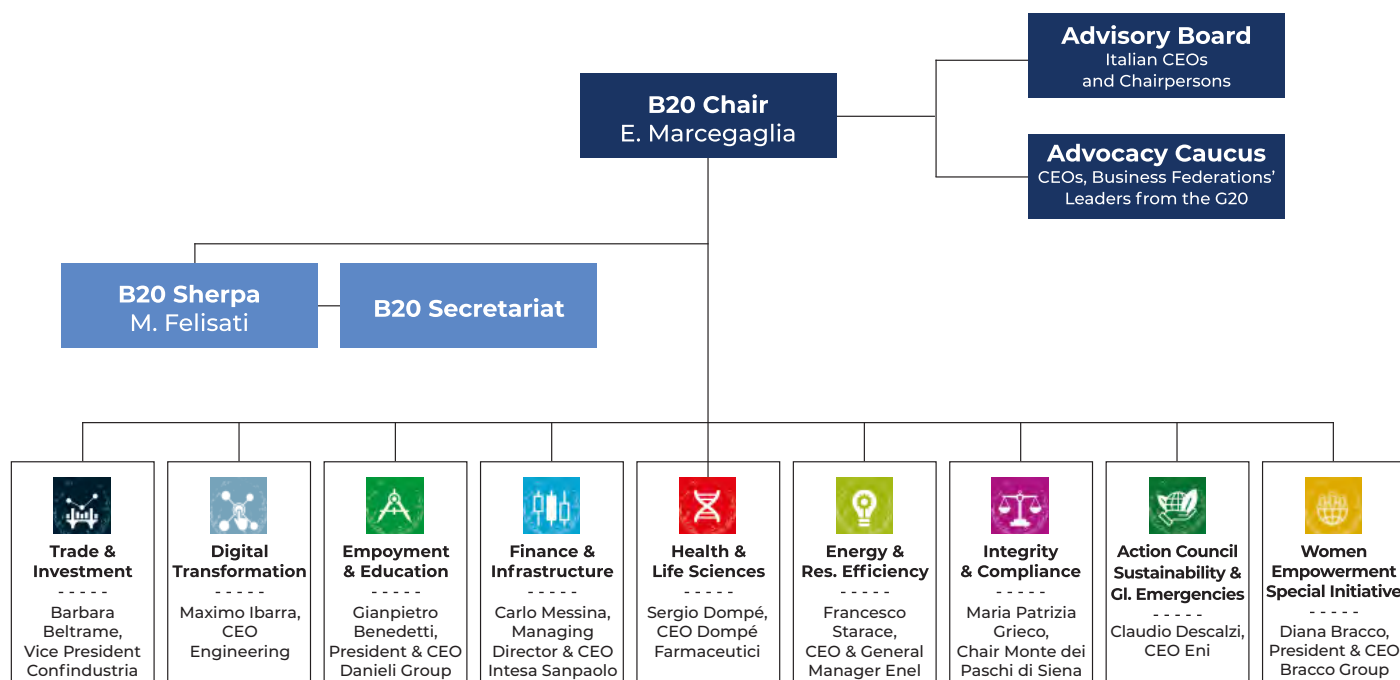 Advisory Board
Italian CEOs
and Chairpersons
B20 Chair
E. Marcegaglia
Advocacy Caucus
CEOs, Business Federations’
Leaders from the G20
B20 Sherpa
M. Felisati
B20 Secretariat
Trade &
Investment
- - - - -
Barbara
Beltrame,
Vice President
Confindustria
Digital
Transformation
- - - - -
Maximo Ibarra,
CEO
Engineering
Empoyment
& Education
- - - - -
Gianpietro
Benedetti,
President & CEO
Danieli Group
Finance &
Infrastructure
- - - - -
Carlo Messina,
Managing
Director & CEO
Intesa Sanpaolo
Health &
Life Sciences
- - - - -
Sergio Dompé,
CEO Dompé
Farmaceutici
Energy &
Res. Efficiency
- - - - -
Francesco
Starace,
CEO & General
Manager Enel
Integrity
& Compliance
- - - - -
Maria Patrizia
Grieco,
Chair Monte dei
Paschi di Siena
Action Council
Sustainability &
Gl. Emergencies
- - - - -
Claudio Descalzi,
CEO Eni
Women
Empowerment
Special Initiative
- - - - -
Diana Bracco,
President & CEO
Bracco Group